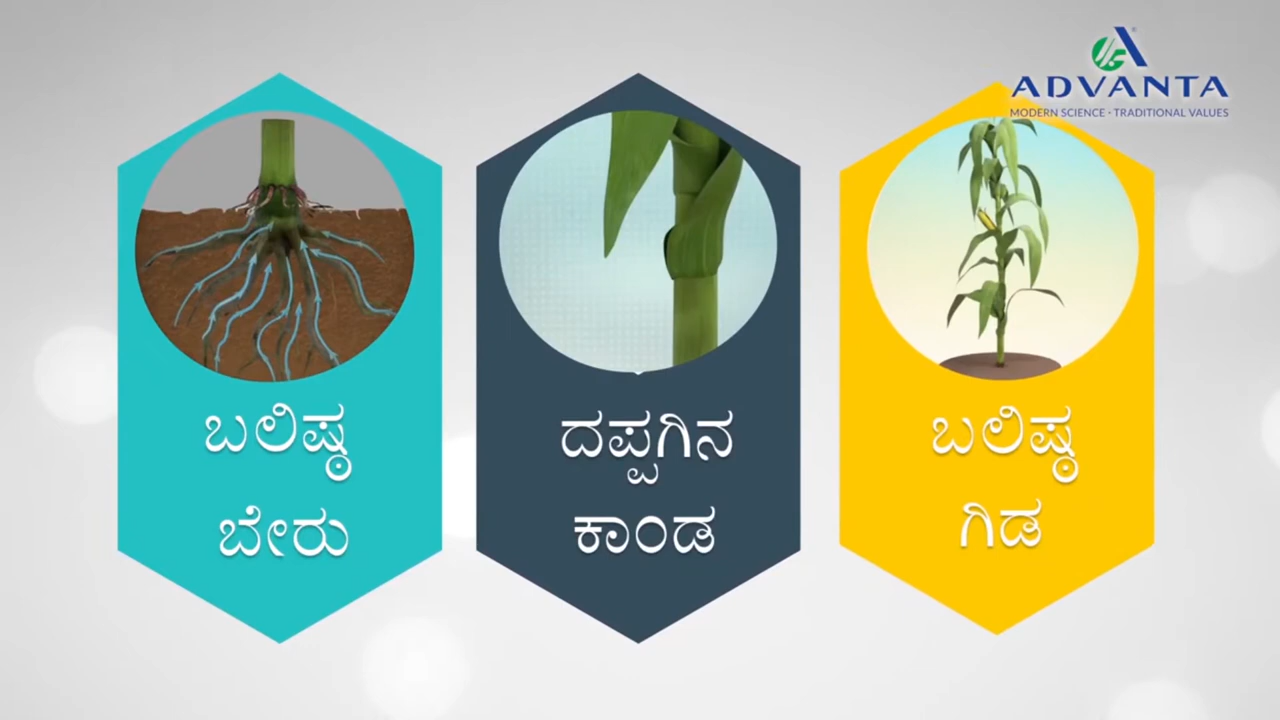 ADVANTA
MODERN SCIENCE - TRADITIONAL VALUES
ಬಲಿಷ್ಠ
ಬೇರು
ದಪ್ಪಗಿನ
ಕಾಂಡ
ಬಲಿಷ್ಠ
ಗಿಡ